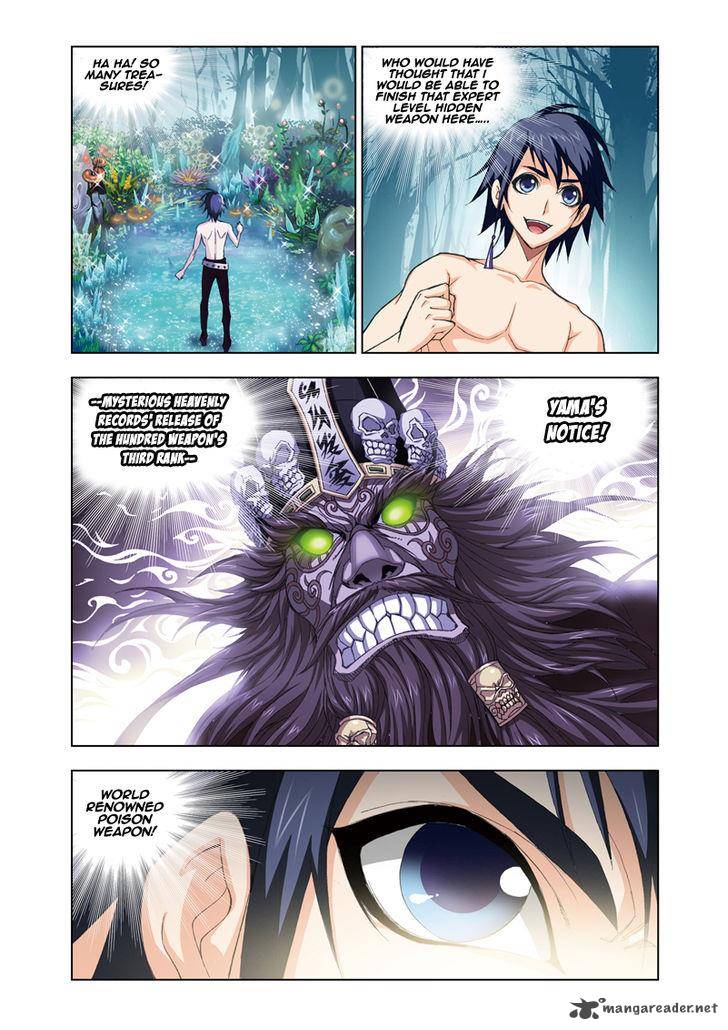 HA HA! SO
MANY TREA-
SURES!
WHO WOULD HAVE
THOUGHT THAT I
WOULD BE ABLE TO
FINISH THAT EXPERT
LEVEL HIDDEN
WEAPON HERE.....
--MYSTERIOUS HEAVENLY
RECORDS' RELEASE OF
THE HUNDRED WEAPON'S
THIRD RANK--
YAMA'S
NOTICE!
WORLD
RENOWNED
POISON
WEAPON!
mangareader.net